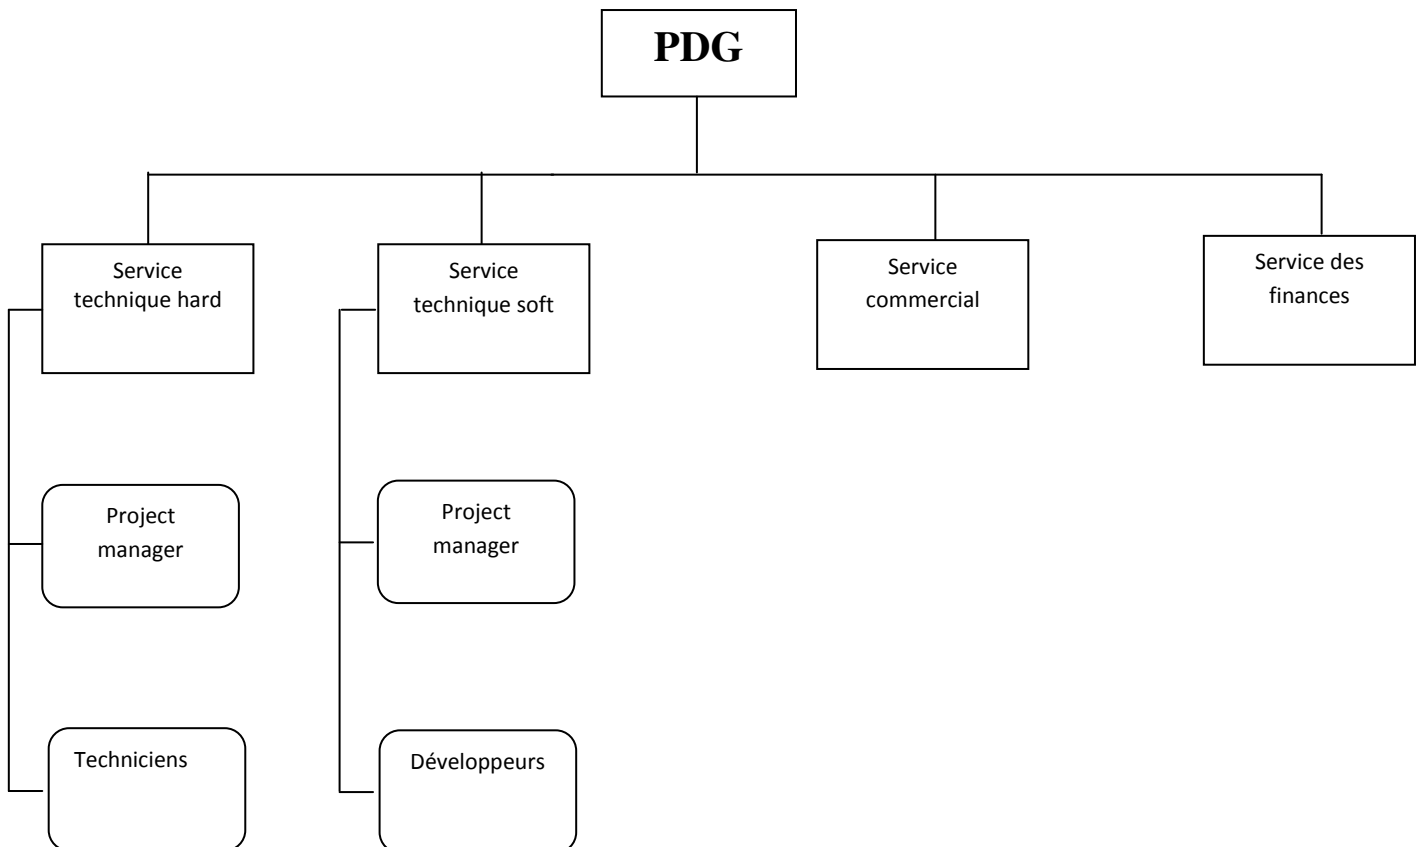 PDG
Service
technique hard
Service
technique soft
Service
commercial
Service des
finances
Project
manager
Project
manager
Techniciens
Développeurs